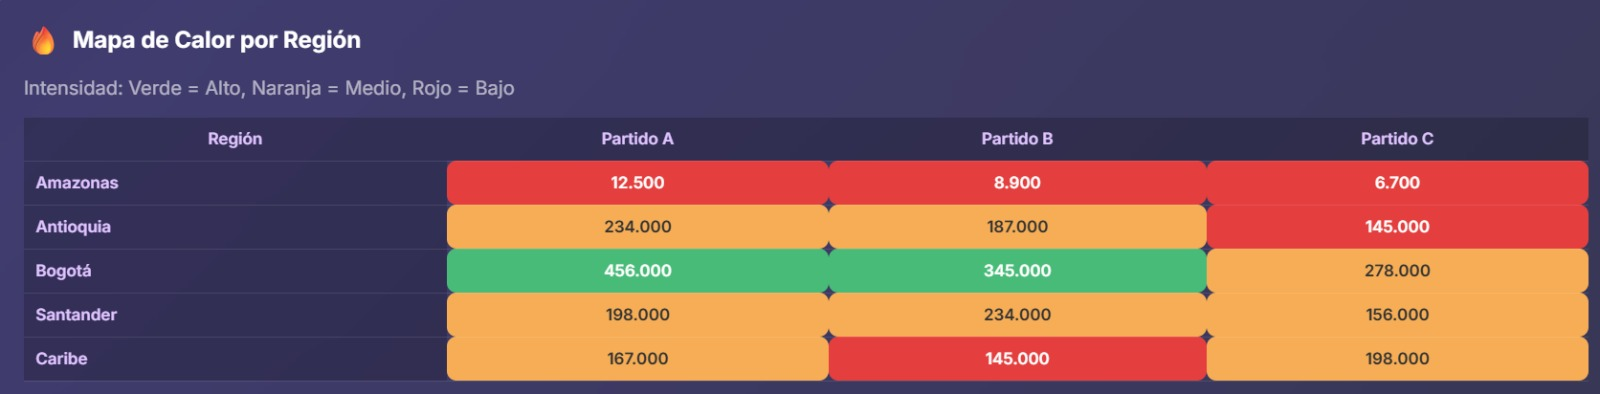 Mapa de Calor por Región
Intensidad: Verde = Alto, Naranja = Medio, Rojo = Bajo
Región Partido A Partido B Partido C
Amazonas 12.500 8.900 6.700
Antioquia 234.000 187.000 145.000
Bogotá 456.000 345.000 278.000
Santander 198.000 234.000 156.000
Caribe 167.000 145.000 198.000